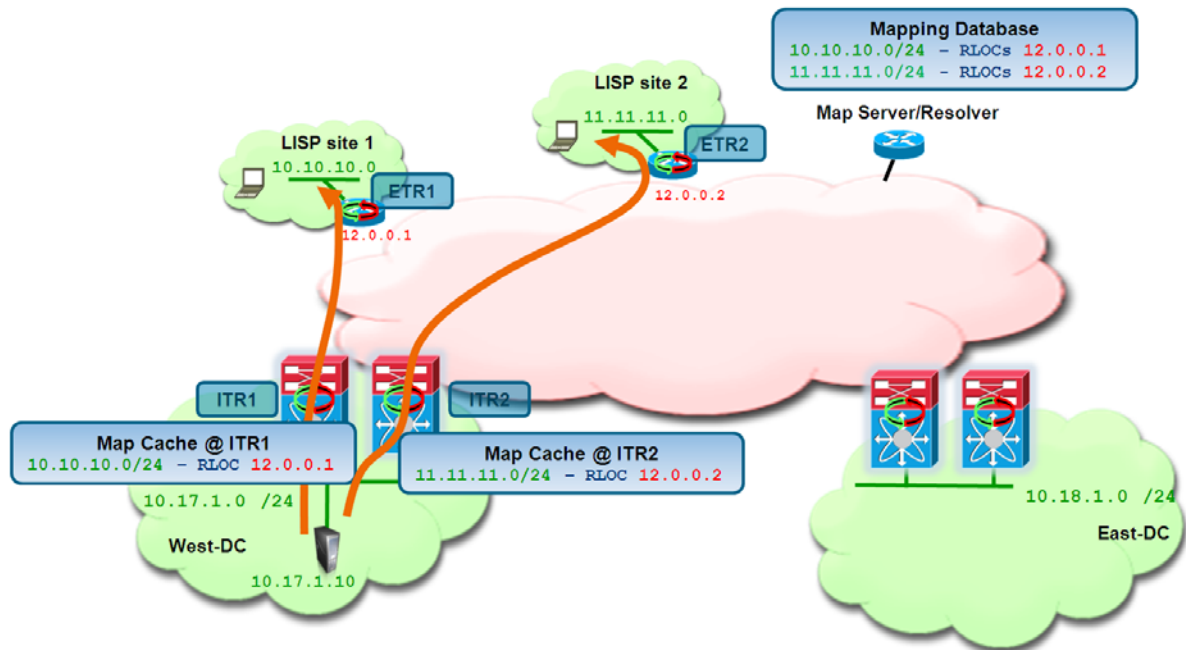 Mapping Database
10.10.10.0/24 – RLOCs 12.0.0.1
11.11.11.0/24 – RLOCs 12.0.0.2
Map Server/Resolver
LISP site 2
11.11.11.0
ETR2
12.0.0.2
LISP site 1
10.10.10.0
ETR1
12.0.0.1
ITR1
ITR2
Map Cache @ ITR1
10.10.10.0/24 – RLOC 12.0.0.1
Map Cache @ ITR2
11.11.11.0/24 – RLOC 12.0.0.2
10.17.1.0 /24
West-DC
10.17.1.10
10.18.1.0 /24
East-DC